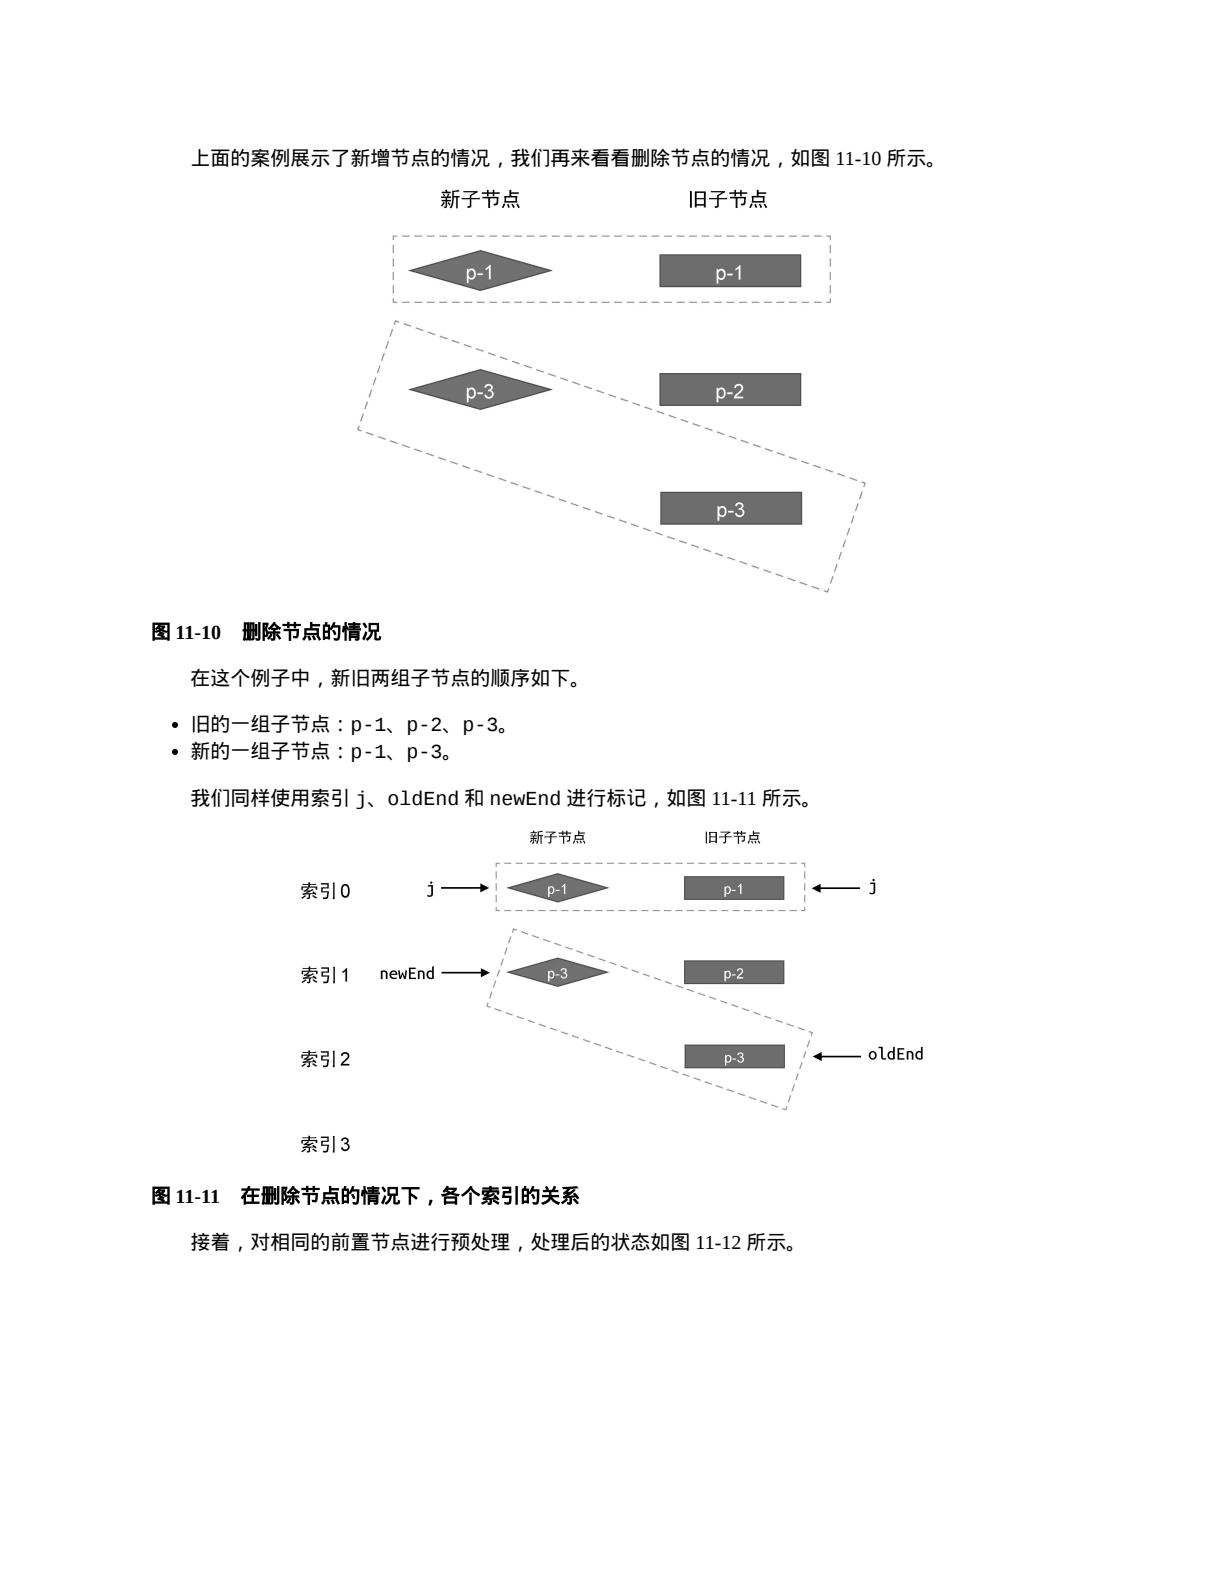 上面的案例展示了新增节点的情况，我们再来看看删除节点的情况，如图 11-10 所示。
新子节点 旧子节点
p-1 p-1
p-3 p-2
p-3
图 11-10　删除节点的情况
在这个例子中，新旧两组子节点的顺序如下。
• 旧的一组子节点：p-1、p-2、p-3。
• 新的一组子节点：p-1、p-3。
我们同样使用索引 j、oldEnd 和 newEnd 进行标记，如图 11-11 所示。
新子节点 旧子节点
索引0 j p-1 p-1 j
索引1 newEnd p-3 p-2
索引2 p-3 oldEnd
索引3
图 11-11　在删除节点的情况下，各个索引的关系
接着，对相同的前置节点进行预处理，处理后的状态如图 11-12 所示。